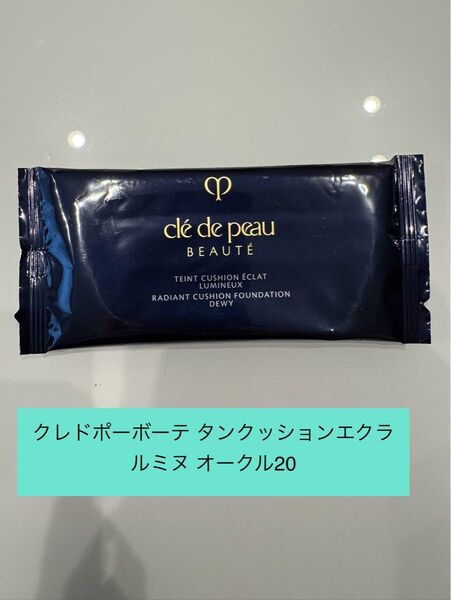 clé de peau
BEAUTÉ
TEINT CUSHION ÉCLAT
LUMINEUX
RADIANT CUSHION FOUNDATION
DEWY
クレドポーボーテ タンクッションエクラ
ルミヌ オークル20